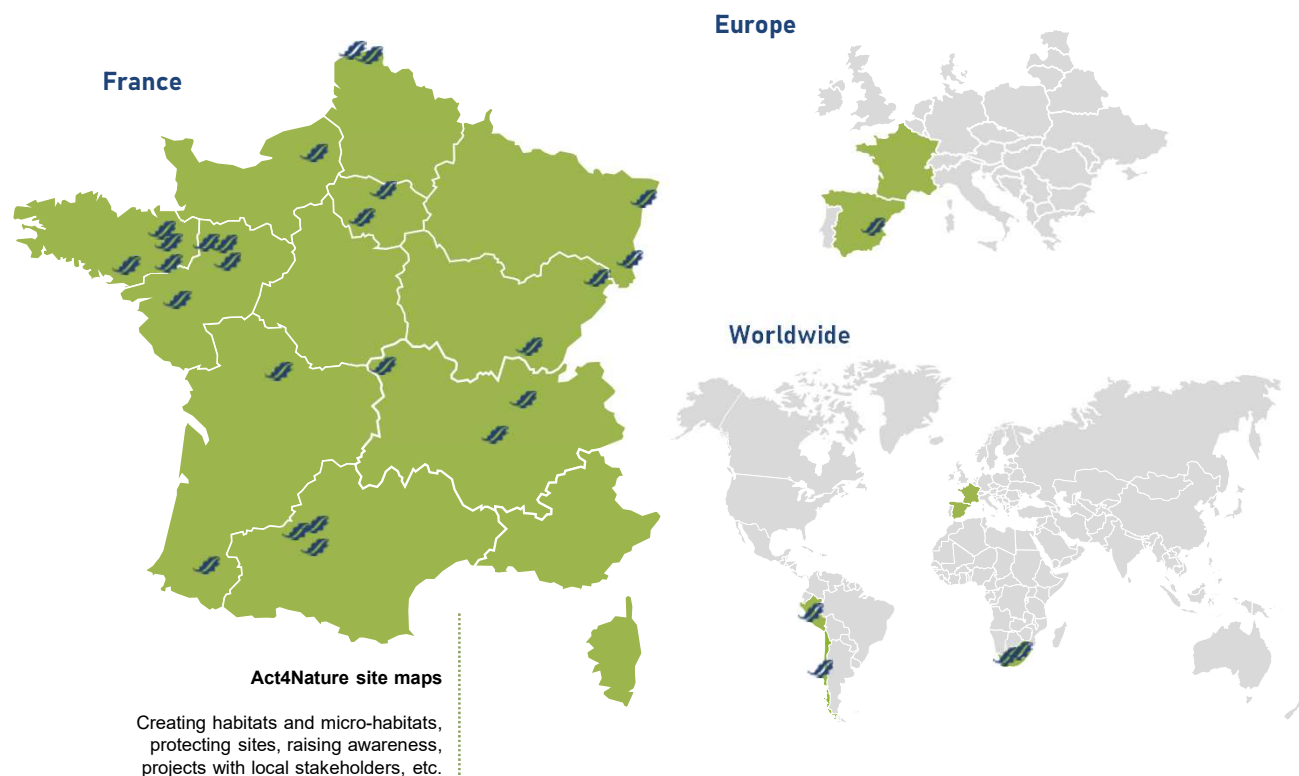 France
Europe
Worldwide
Act4Nature site maps
Creating habitats and micro-habitats,
protecting sites, raising awareness,
projects with local stakeholders, etc.